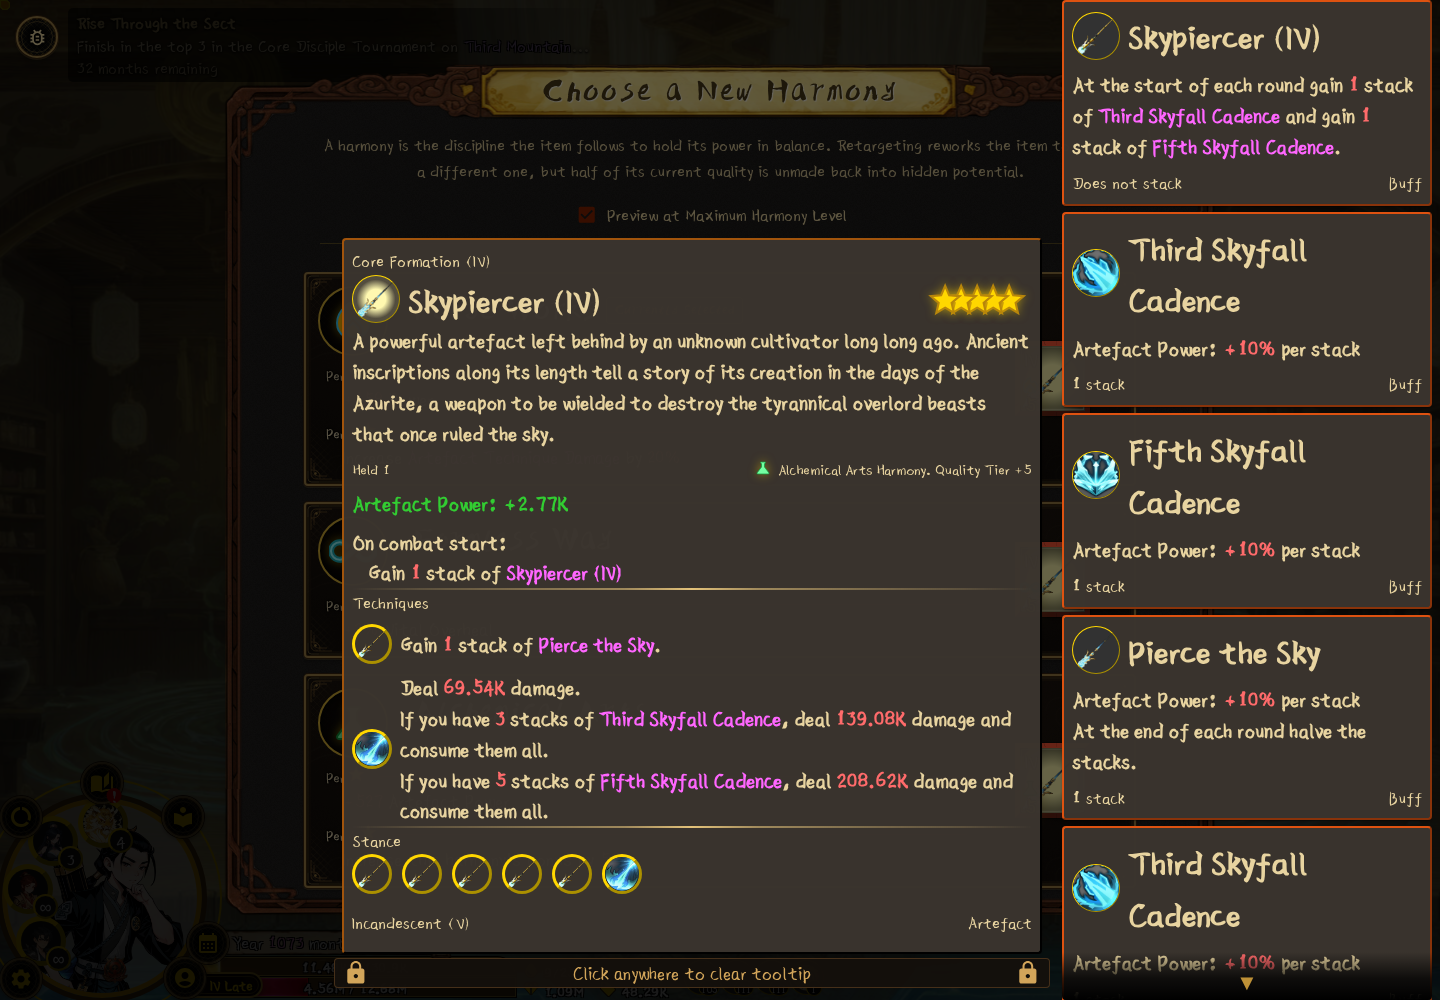 Rise Through the Sect
Finish in the top 3 in the Core Disciple Tournament on Third Mountain...
32 months remaining
Choose a New Harmony
A harmony is the discipline the item follows to hold its power in balance. Retargeting reworks the item t
a different one, but half of its current quality is unmade back into hidden potential.
Preview at Maximum Harmony Level
Core Formation (IV)
Skypiercer (IV)
A powerful artefact left behind by an unknown cultivator long long ago. Ancient
inscriptions along its length tell a story of its creation in the days of the
Azurite, a weapon to be wielded to destroy the tyrannical overlord beasts
that once ruled the sky.
Held 1
Alchemical Arts Harmony. Quality Tier +5
Artefact Power: +2.77K
On combat start:
Gain 1 stack of Skypiercer (IV)
Techniques
Gain 1 stack of Pierce the Sky.
Deal 69.54K damage.
If you have 3 stacks of Third Skyfall Cadence, deal 139.08K damage and
consume them all.
If you have 5 stacks of Fifth Skyfall Cadence, deal 208.62K damage and
consume them all.
Stance
Incandescent (V)
Artefact
Click anywhere to clear tooltip
Skypiercer (IV)
At the start of each round gain 1 stack
of Third Skyfall Cadence and gain 1
stack of Fifth Skyfall Cadence.
Does not stack
Buff
Third Skyfall
Cadence
Artefact Power: +10% per stack
1 stack
Buff
Fifth Skyfall
Cadence
Artefact Power: +10% per stack
1 stack
Buff
Pierce the Sky
Artefact Power: +10% per stack
At the end of each round halve the
stacks.
1 stack
Buff
Third Skyfall
Cadence
Artefact Power: +10% per stack
4
3
Year 1073 mont
IV Late